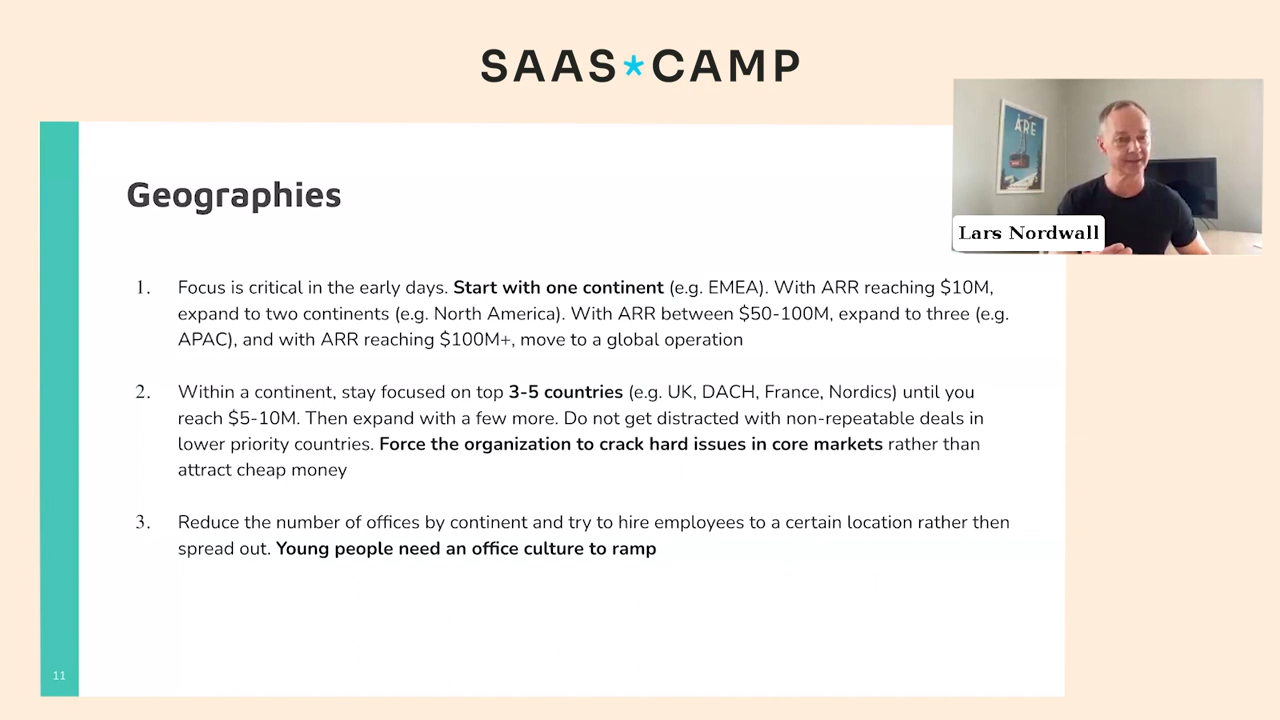 SAAS*CAMP
ÅRE
Lars Nordwall
Geographies
1. Focus is critical in the early days. Start with one continent (e.g. EMEA). With ARR reaching $10M,
expand to two continents (e.g. North America). With ARR between $50-100M, expand to three (e.g.
APAC), and with ARR reaching $100M+, move to a global operation
2. Within a continent, stay focused on top 3-5 countries (e.g. UK, DACH, France, Nordics) until you
reach $5-10M. Then expand with a few more. Do not get distracted with non-repeatable deals in
lower priority countries. Force the organization to crack hard issues in core markets rather than
attract cheap money
3. Reduce the number of offices by continent and try to hire employees to a certain location rather then
spread out. Young people need an office culture to ramp
11